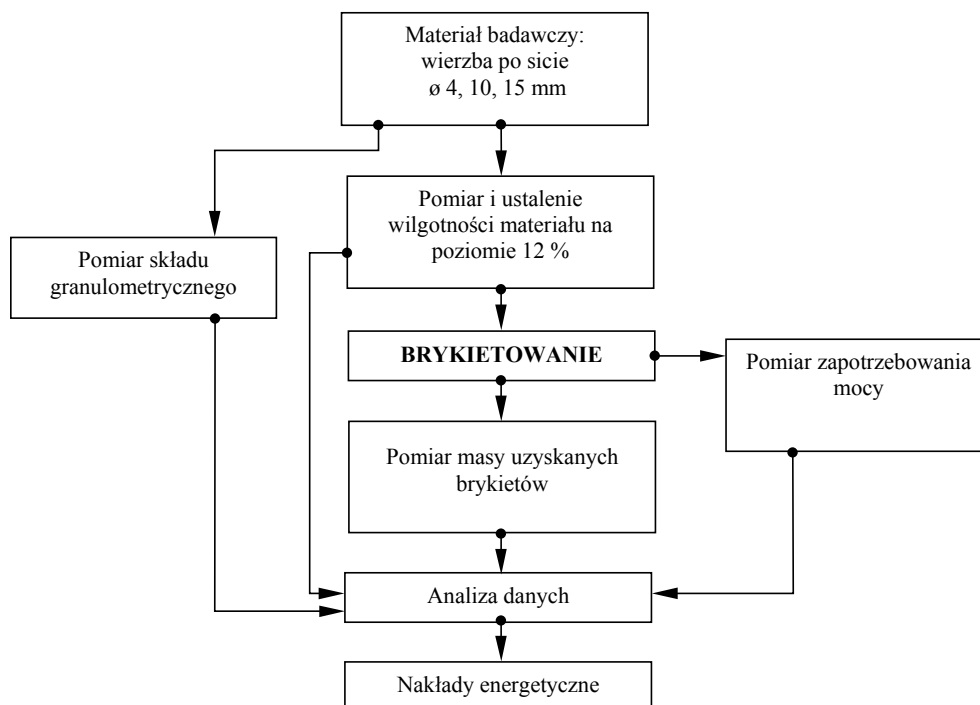 Materiał badawczy:
wierzba po sicie
ø 4, 10, 15 mm
Pomiar i ustalenie
wilgotności materiału na
poziomie 12 %
Pomiar składu
granulometrycznego
BRYKIETOWANIE
Pomiar zapotrzebowania
mocy
Pomiar masy uzyskanych
brykietów
Analiza danych
Nakłady energetyczne